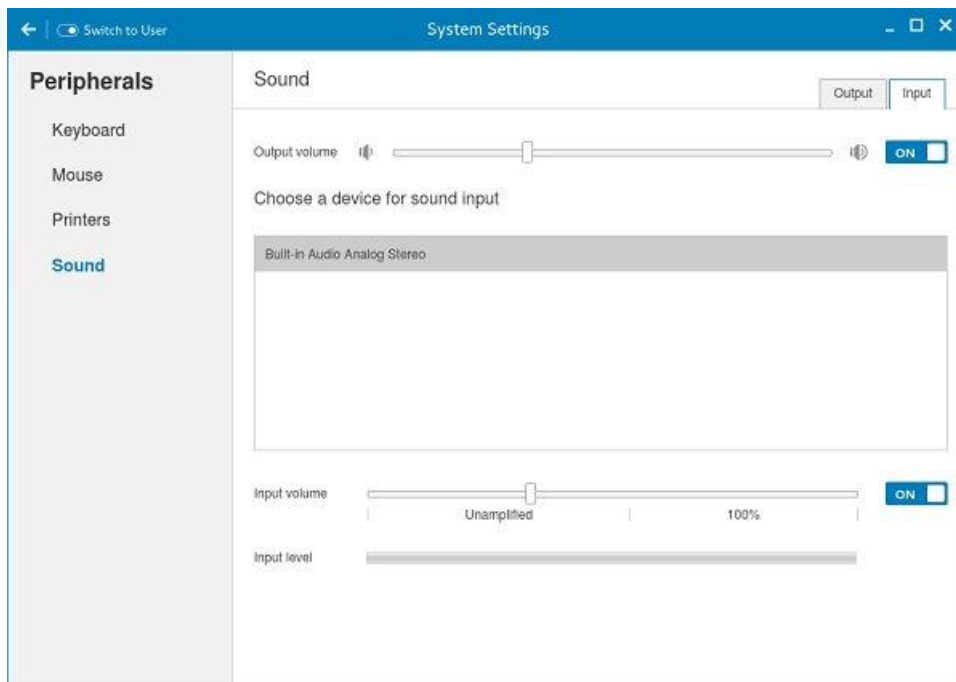 Switch to User System Settings
Peripherals
Keyboard
Mouse
Printers
Sound
Sound
Output Input
Output volume ON
Choose a device for sound input
Built-in Audio Analog Stereo
Input volume ON
Unamplified 100%
Input level